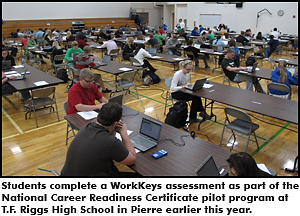 Students complete a WorkKeys assessment as part of the
National Career Readiness Certificate pilot program at
T.F. Riggs High School in Pierre earlier this year.